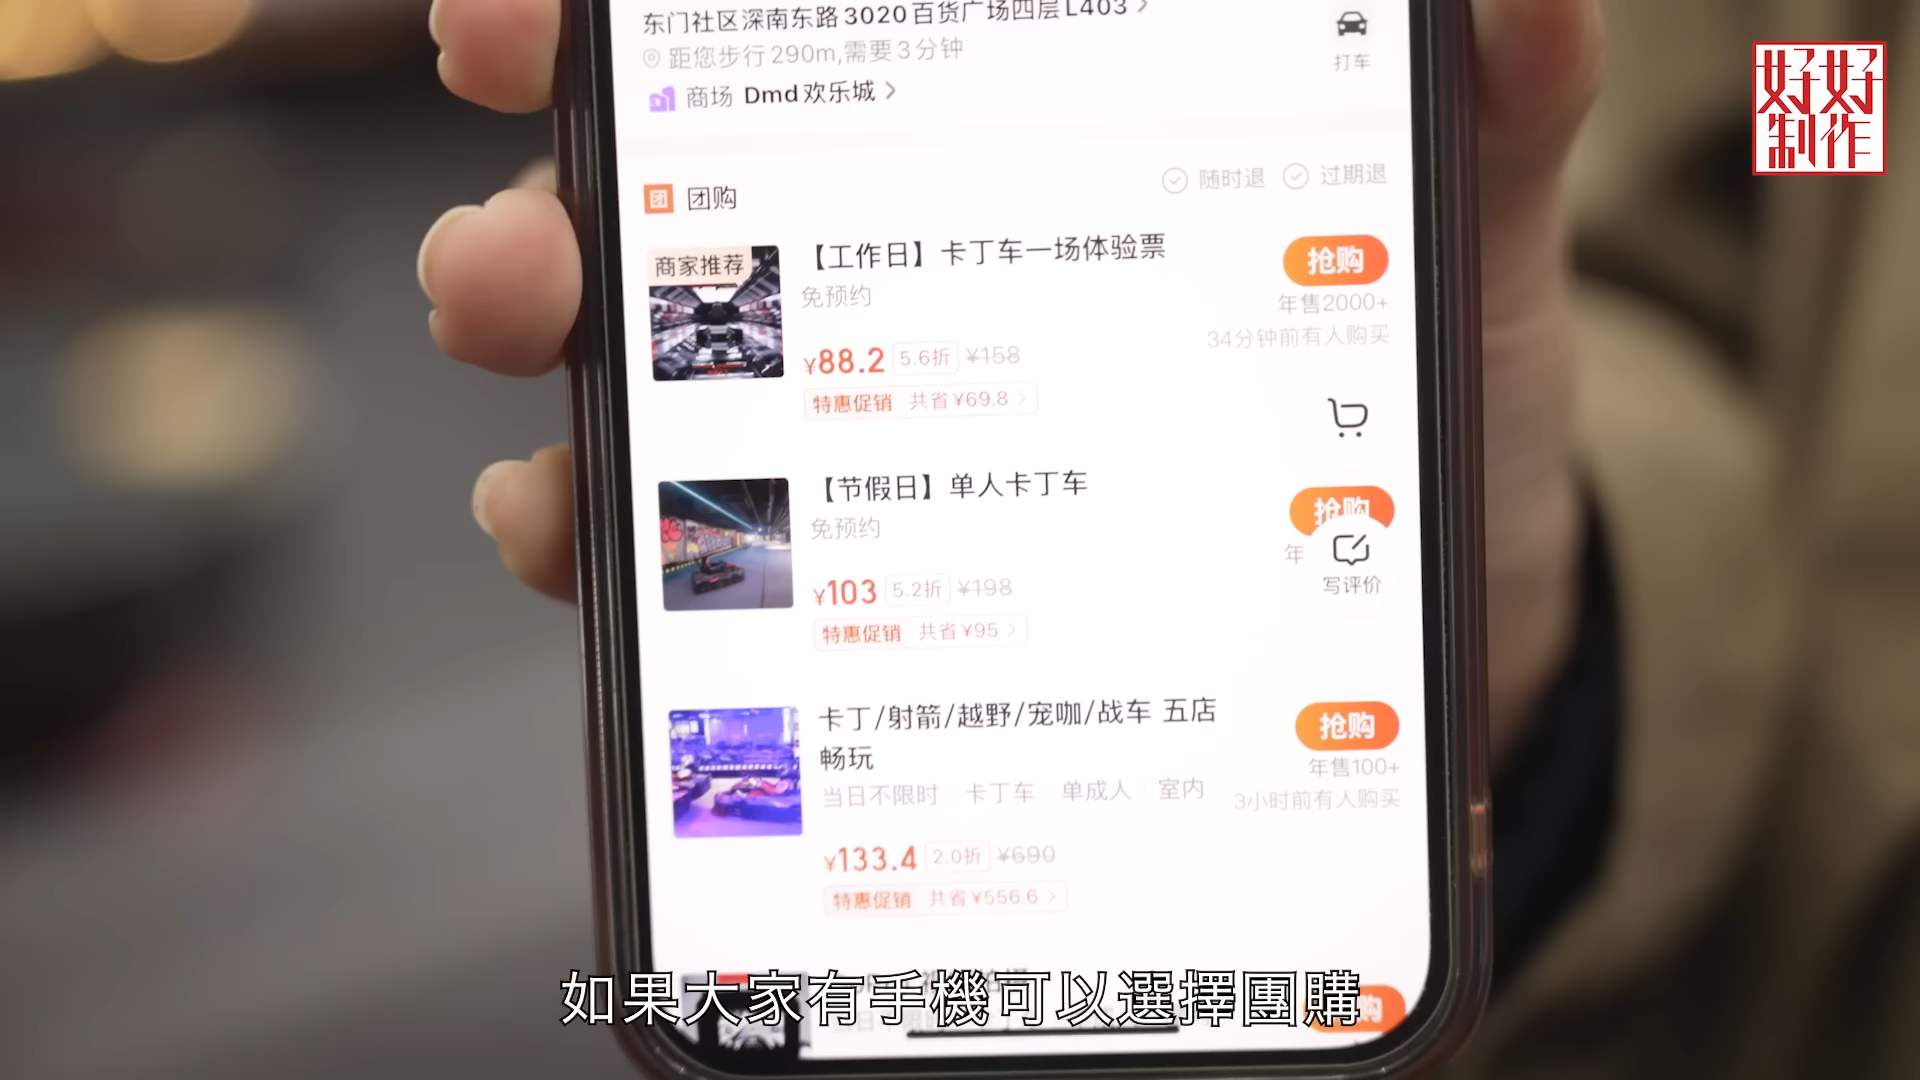 东门社区深南东路3020百货广场四层L403
距您步行290m,需要3分钟
打车
商场 Dmd欢乐城
好好
制作
团 团购
随时退 过期退
商家推荐
【工作日】卡丁车一场体验票
免预约
¥88.2 5.6折 ¥158
特惠促销 共省¥69.8
抢购
年售2000+
34分钟前有人购买
【节假日】单人卡丁车
免预约
¥103 5.2折 ¥198
特惠促销 共省¥95
抢购
年
写评价
卡丁/射箭/越野/宠咖/战车 五店
畅玩
当日不限时 卡丁车 单成人 室内
¥133.4 2.0折 ¥690
特惠促销 共省¥556.6
抢购
年售100+
3小时前有人购买
购
如果大家有手機可以選擇團購